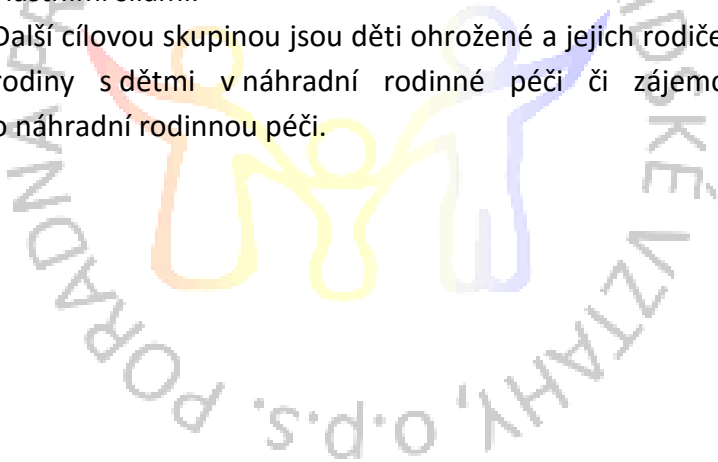 Další cílovou skupinou jsou děti ohrožené a jejich rodiče
rodiny s dětmi v náhradní rodinné péči či zájemc
o náhradní rodinnou péči.
PORADNA
LIDSKÉ VZTAHY, o.p.s.